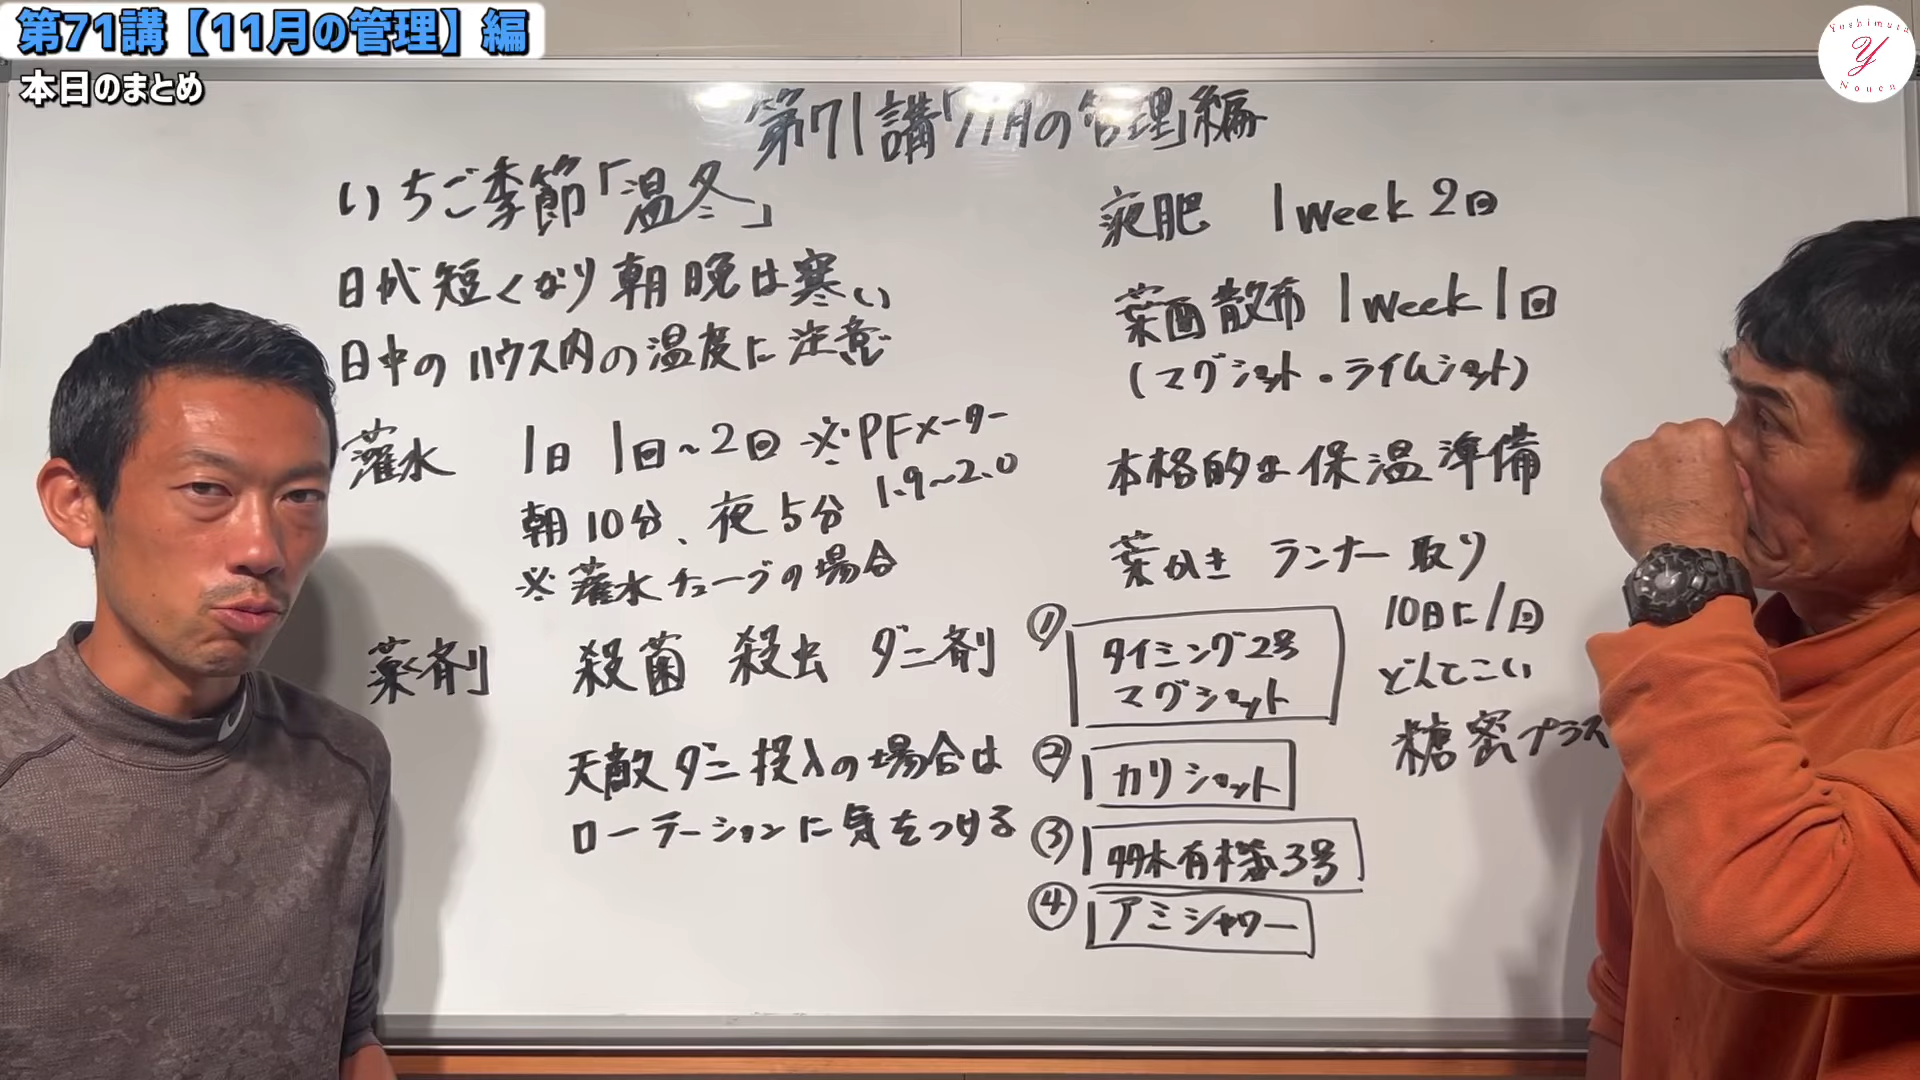 第71講【11月の管理】編
本日のまとめ
Yoshimura
Y
Nouen
第71講「11月の管理」編
いちご季節「温冬」
日が短くなり朝晩は寒い
日中のハウス内の温度に注意
灌水 1日 1回~2回 ※PFメーター
1.9~2.0
朝10分、夜5分
※灌水チューブの場合
薬剤 殺菌 殺虫 ダニ剤
天敵ダニ投入の場合は
ローテーションに気をつける
液肥 1week 2回
葉面散布 1week 1回
(マグショット・ライムショット)
本格的な保温準備
葉かき ランナー取り
10日に1回
どんてこい
糖蜜プラス
① タイミング2号
マグショット
② カリショット
③ 多木有機3号
④ アミシャワー